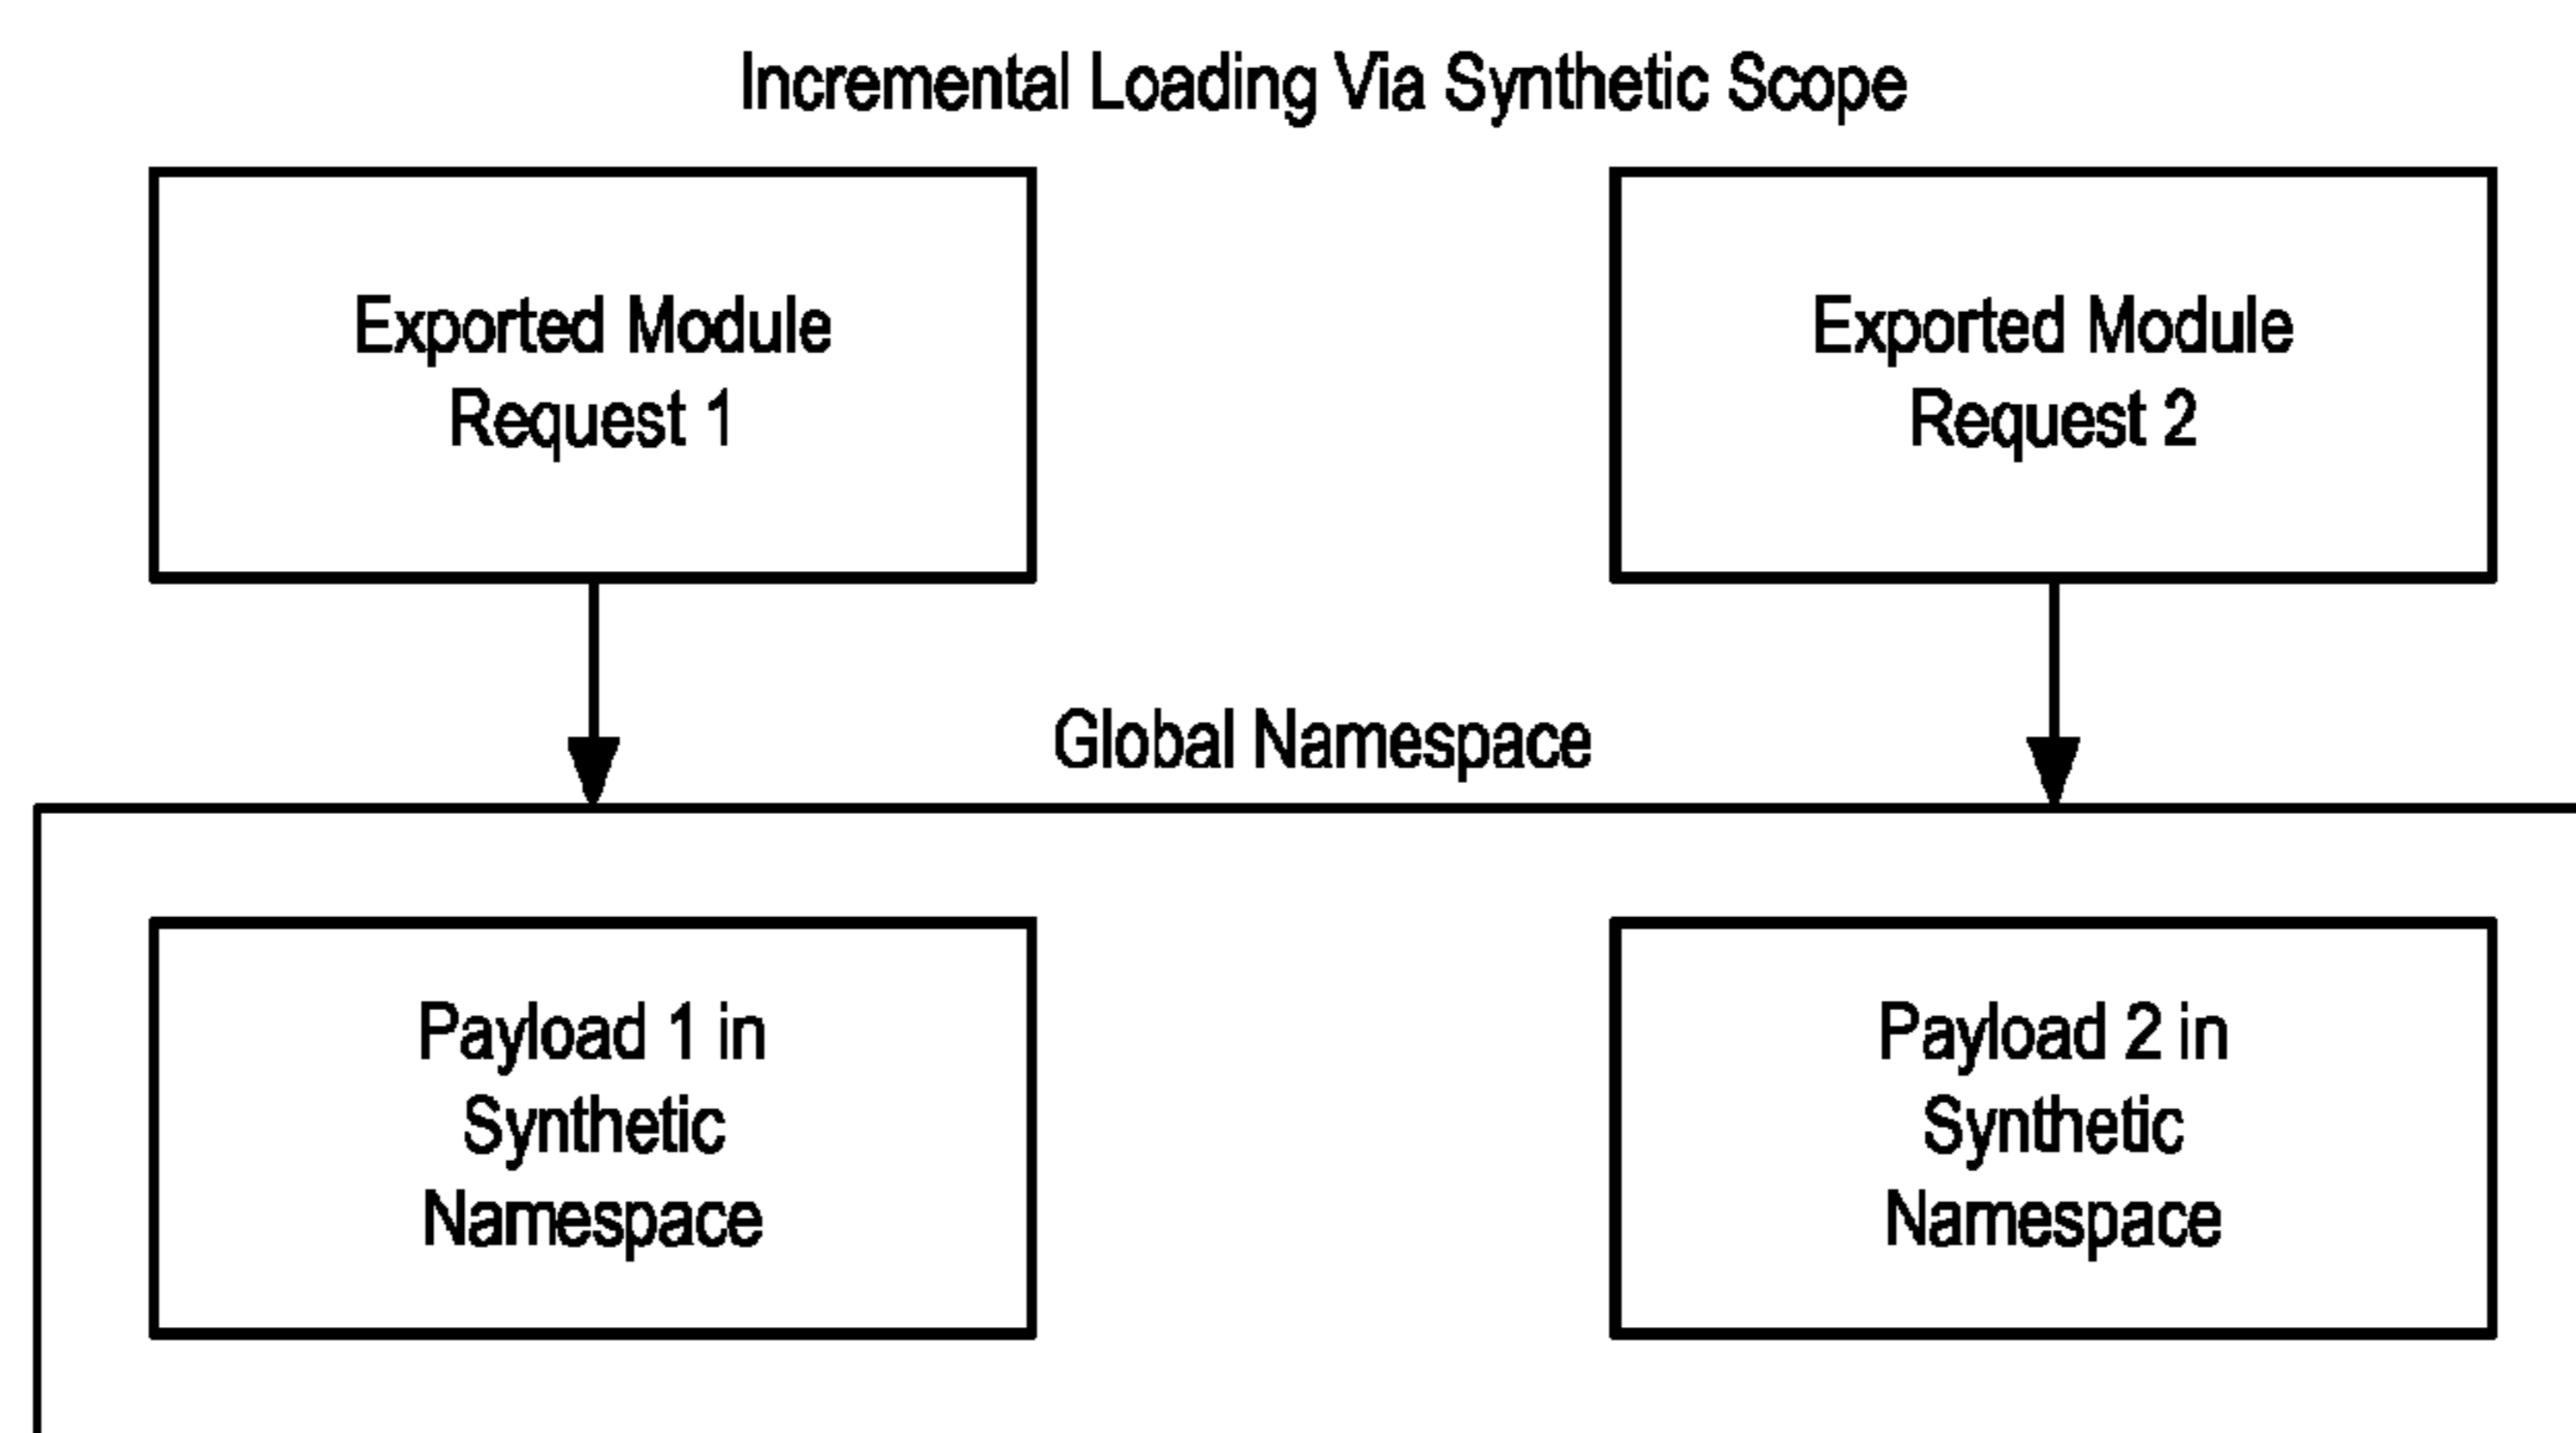 Incremental Loading Via Synthetic Scope
Exported Module
Request 1
Exported Module
Request 2
Global Namespace
Payload 1 in
Synthetic
Namespace
Payload 2 in
Synthetic
Namespace